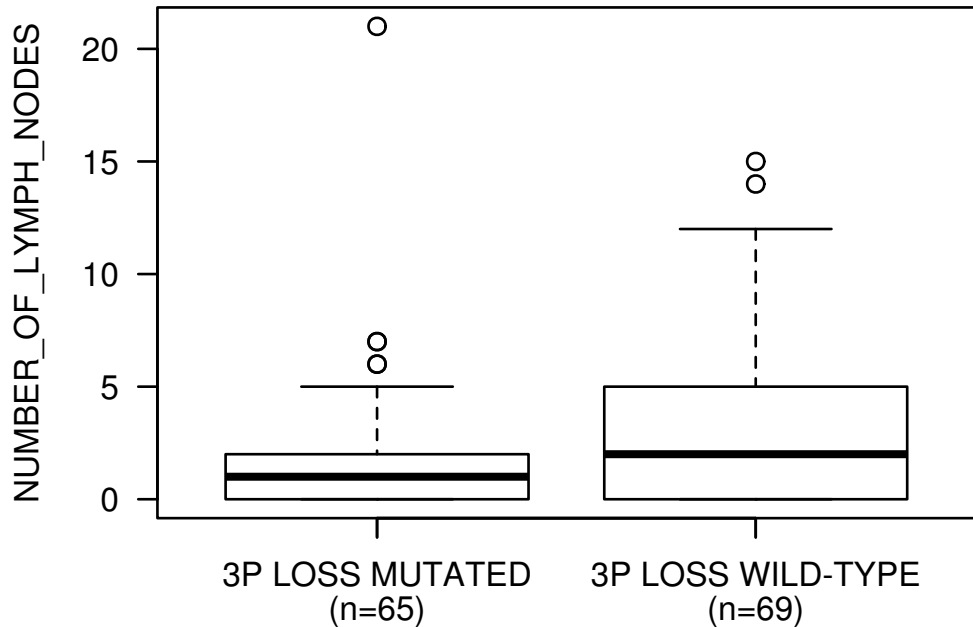 NUMBER_OF_LYMPH_NODES
20
15
10
5
0
3P LOSS MUTATED
(n=65)
3P LOSS WILD-TYPE
(n=69)